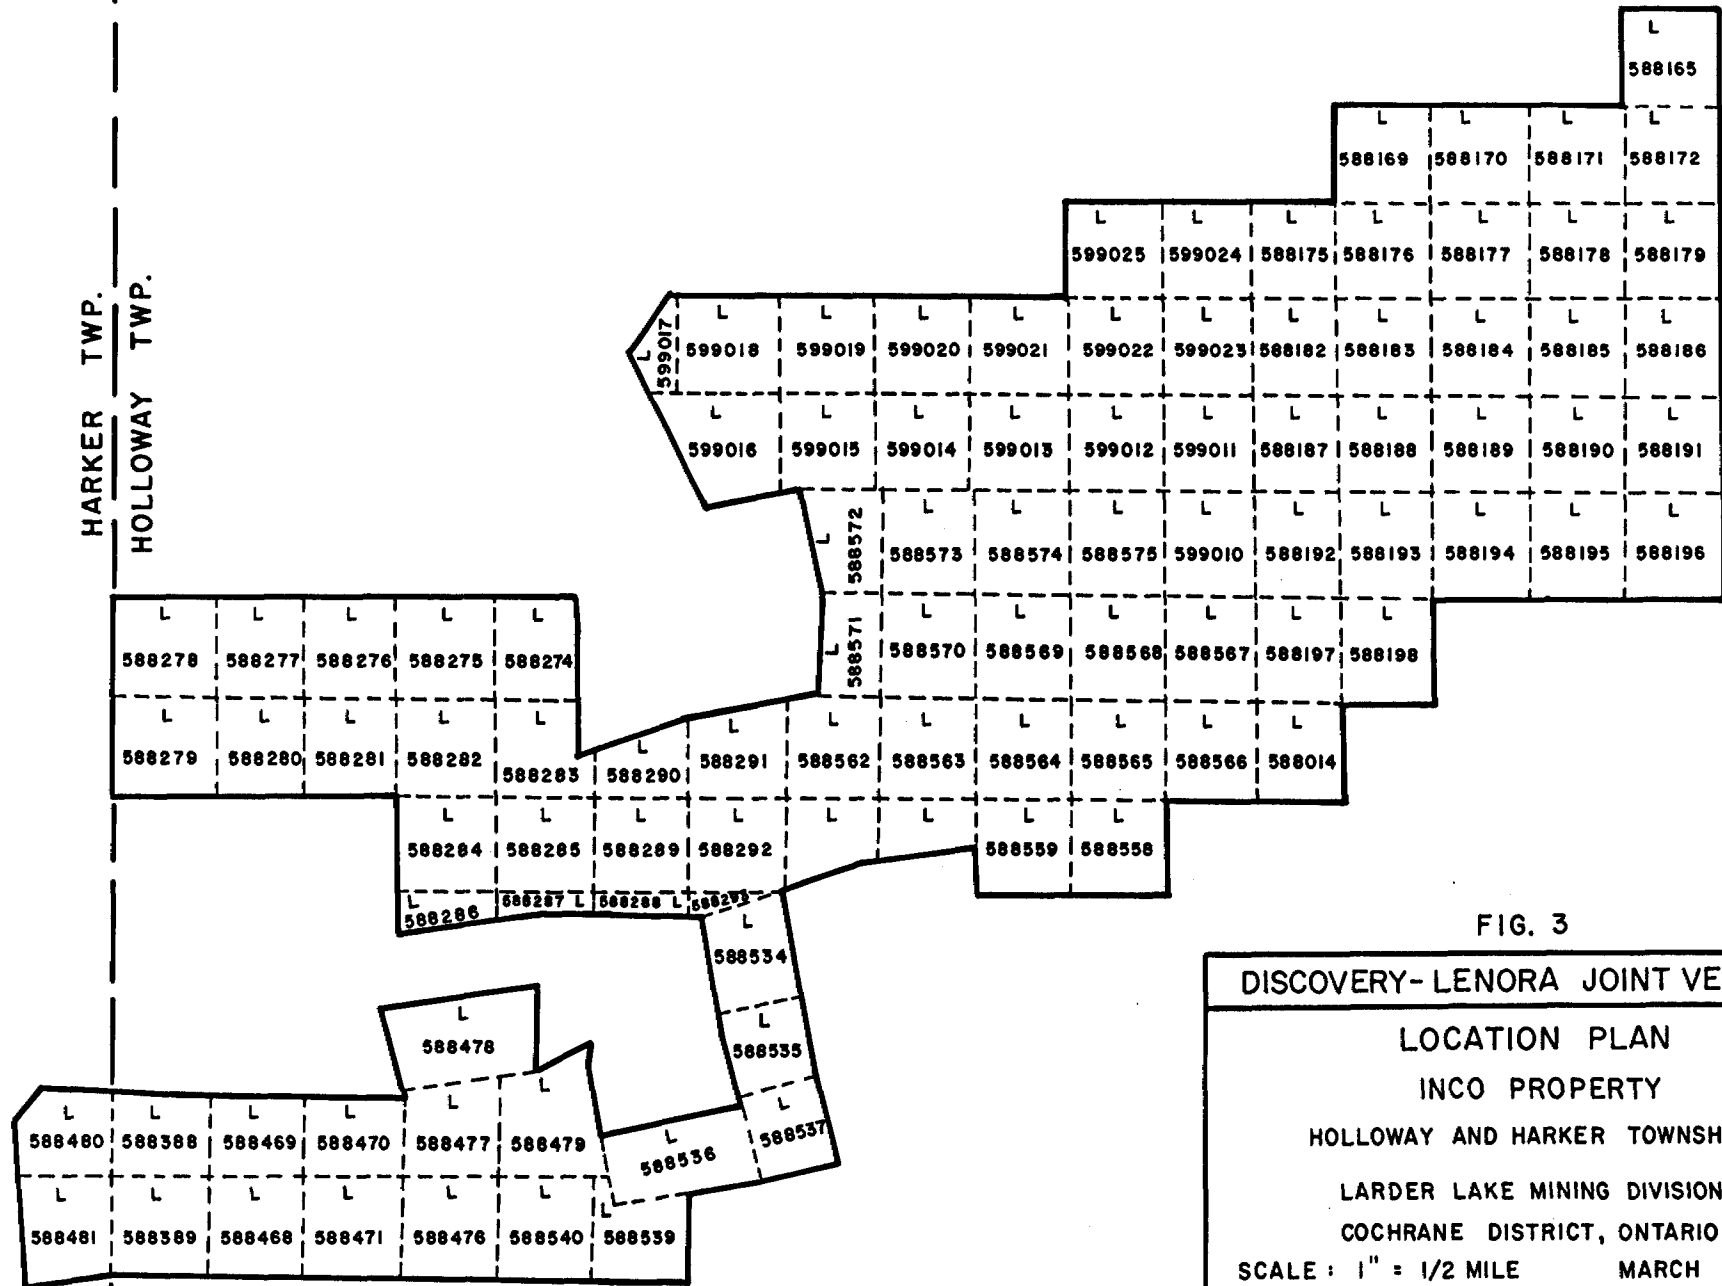 L
588165
L L L L
588169 588170 588171 588172
L L L L L L L
599025 599024 588175 588176 588177 588178 588179
HARKER TWP.
HOLLOWAY TWP.
L L L L L L L L L L L L
599017 599018 599019 599020 599021 599022 599023 588182 588183 588184 588185 588186
L L L L L L L L L L L
599016 599015 599014 599013 599012 599011 588187 588188 588189 588190 588191
L L L L L L L L L L
588572 588573 588574 588575 599010 588192 588193 588194 588195 588196
L L L L L L L
588571 588570 588569 588568 588567 588197 588198
L L L L L
588278 588277 588276 588275 588274
L L L L L L L L L L L L L
588279 588280 588281 588282 588283 588290 588291 588562 588563 588564 588565 588566 588014
L L L L L L L L
588284 588285 588289 588292 588559 588558
L
588286 588287 L 588288 L
L
588534
L
588535
L
588537
L
588536
L
588478
L L L L L L
588480 588388 588469 588470 588477 588479
L L L L L L L
588481 588389 588468 588471 588476 588540 588539
FIG. 3
DISCOVERY-LENORA JOINT VE
LOCATION PLAN
INCO PROPERTY
HOLLOWAY AND HARKER TOWNSH
LARDER LAKE MINING DIVISION
COCHRANE DISTRICT, ONTARIO
SCALE : 1" = 1/2 MILE MARCH